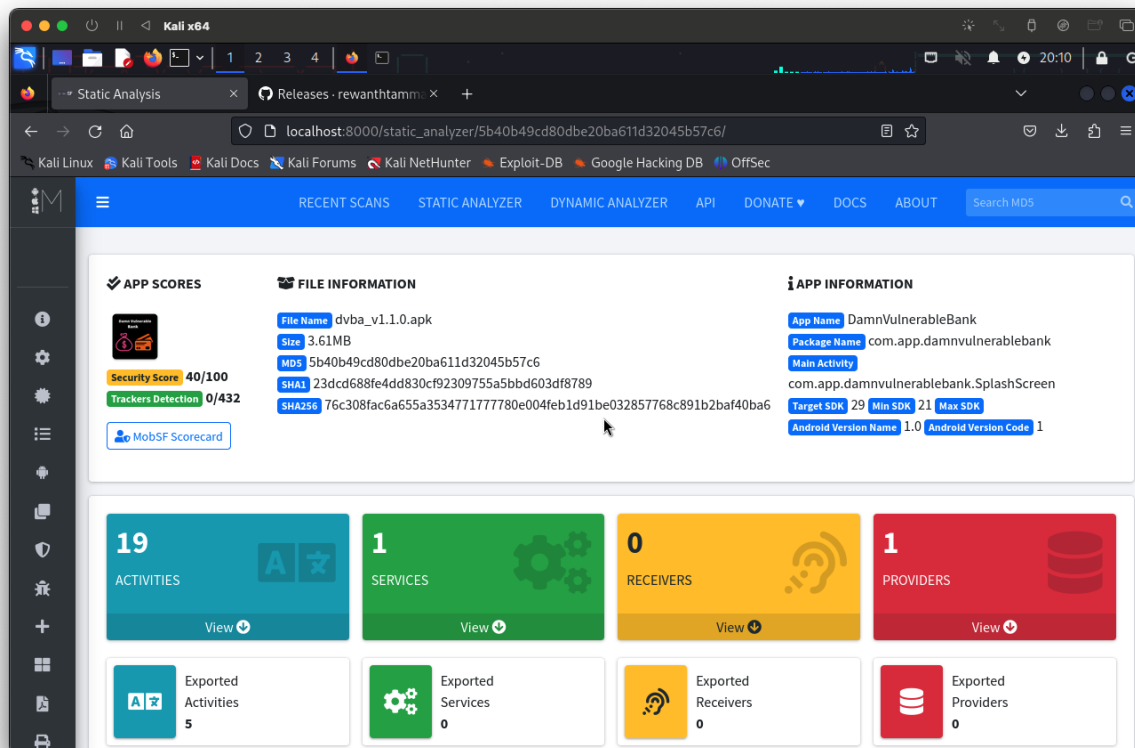 Kali x64
1 2 3 4
20:10
Static Analysis
Releases · rewanthtamma
localhost:8000/static_analyzer/5b40b49cd80dbe20ba611d32045b57c6/
Kali Linux Kali Tools Kali Docs Kali Forums Kali NetHunter Exploit-DB Google Hacking DB OffSec
RECENT SCANS STATIC ANALYZER DYNAMIC ANALYZER API DONATE ♥ DOCS ABOUT Search MD5
APP SCORES
Damn Vulnerable
Bank
Security Score 40/100
Trackers Detection 0/432
MobSF Scorecard
FILE INFORMATION
File Name dvba_v1.1.0.apk
Size 3.61MB
MD5 5b40b49cd80dbe20ba611d32045b57c6
SHA1 23dcd688fe4dd830cf92309755a5bbd603df8789
SHA256 76c308fac6a655a3534771777780e004feb1d91be032857768c891b2baf40ba6
APP INFORMATION
App Name DamnVulnerableBank
Package Name com.app.damnvulnerablebank
Main Activity
com.app.damnvulnerablebank.SplashScreen
Target SDK 29 Min SDK 21 Max SDK
Android Version Name 1.0 Android Version Code 1
19
ACTIVITIES
View
1
SERVICES
View
0
RECEIVERS
View
1
PROVIDERS
View
Exported
Activities
5
Exported
Services
0
Exported
Receivers
0
Exported
Providers
0